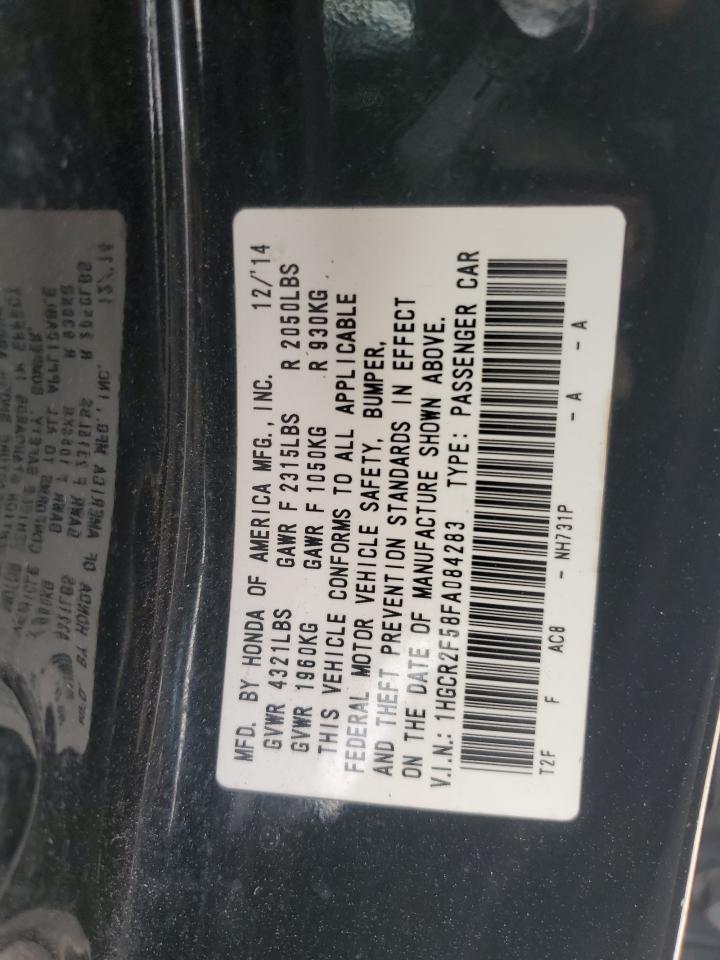 MFD. BY HONDA OF AMERICA MFG., INC. 12/'14
GVWR 4321LBS GAWR F 2315LBS R 2050LBS
GVWR 1960KG GAWR F 1050KG R 930KG
THIS VEHICLE CONFORMS TO ALL APPLICABLE
FEDERAL MOTOR VEHICLE SAFETY, BUMPER,
AND THEFT PREVENTION STANDARDS IN EFFECT
ON THE DATE OF MANUFACTURE SHOWN ABOVE.
V.I.N.: 1HGCR2F58FA084283 TYPE: PASSENGER CAR
T2F F AC8 - NH731P - A - A